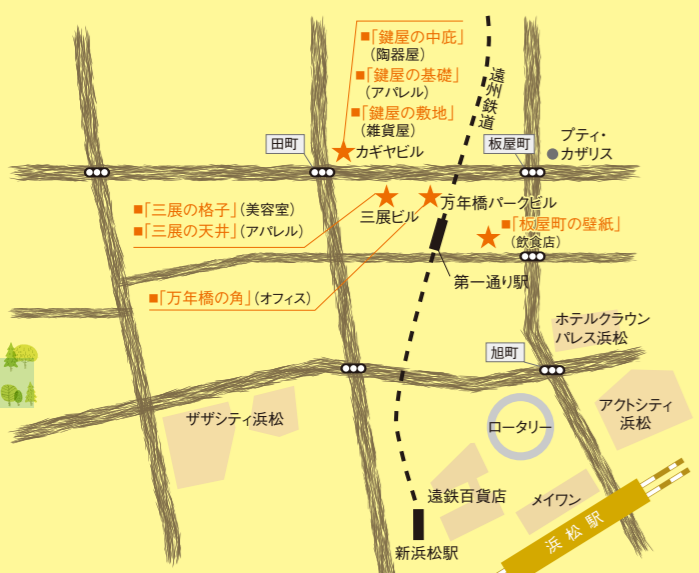 ■「鍵屋の中庇」
(陶器屋)
■「鍵屋の基礎」
(アパレル)
■「鍵屋の敷地」
(雑貨屋)
遠州鉄道
田町
カギヤビル
板屋町
プティ・
カザリス
■「三展の格子」(美容室)
■「三展の天井」(アパレル)
三展ビル
万年橋パークビル
■「板屋町の壁紙」
(飲食店)
第一通り駅
■「万年橋の角」(オフィス)
ホテルクラウン
パレス浜松
旭町
ザザシティ浜松
ロータリー
アクトシティ
浜松
遠鉄百貨店
メイワン
浜松駅
新浜松駅